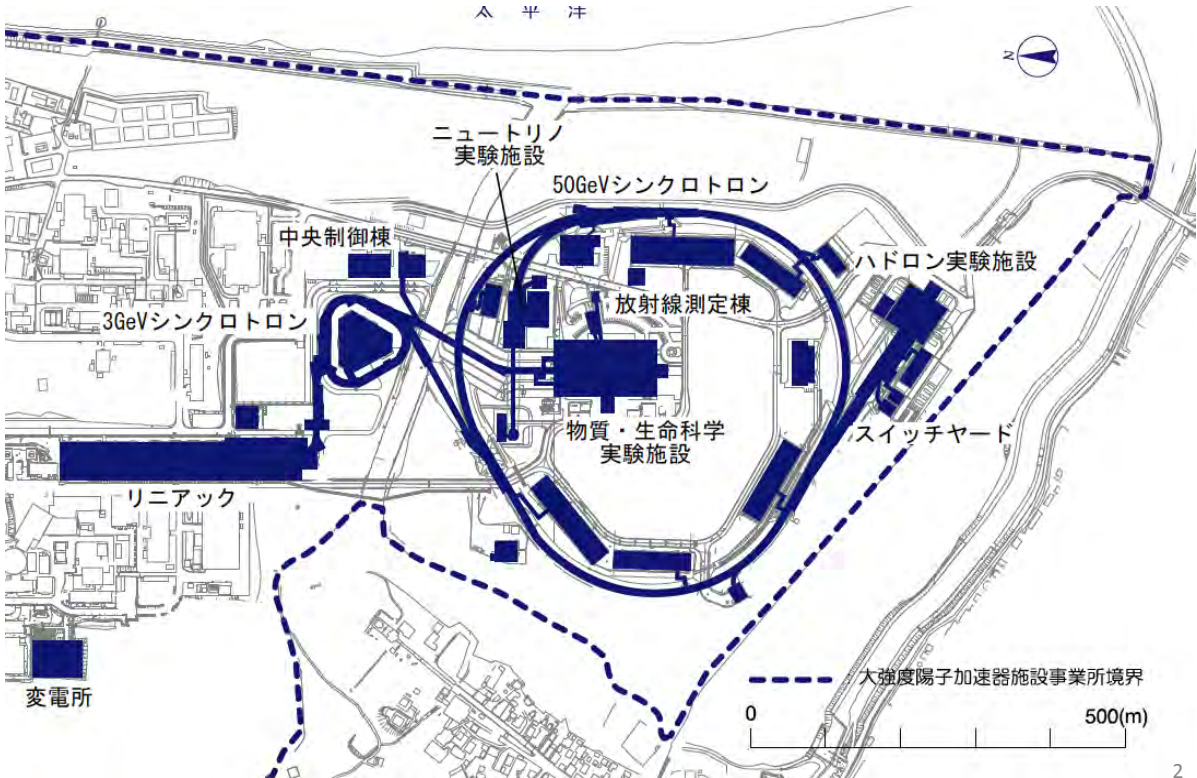 太 平 洋
N
ニュートリノ
実験施設
50GeVシンクロトロン
中央制御棟
ハドロン実験施設
3GeVシンクロトロン
放射線測定棟
物質・生命科学
実験施設
スイッチヤード
リニアック
変電所
大強度陽子加速器施設事業所境界
0
500(m)
2